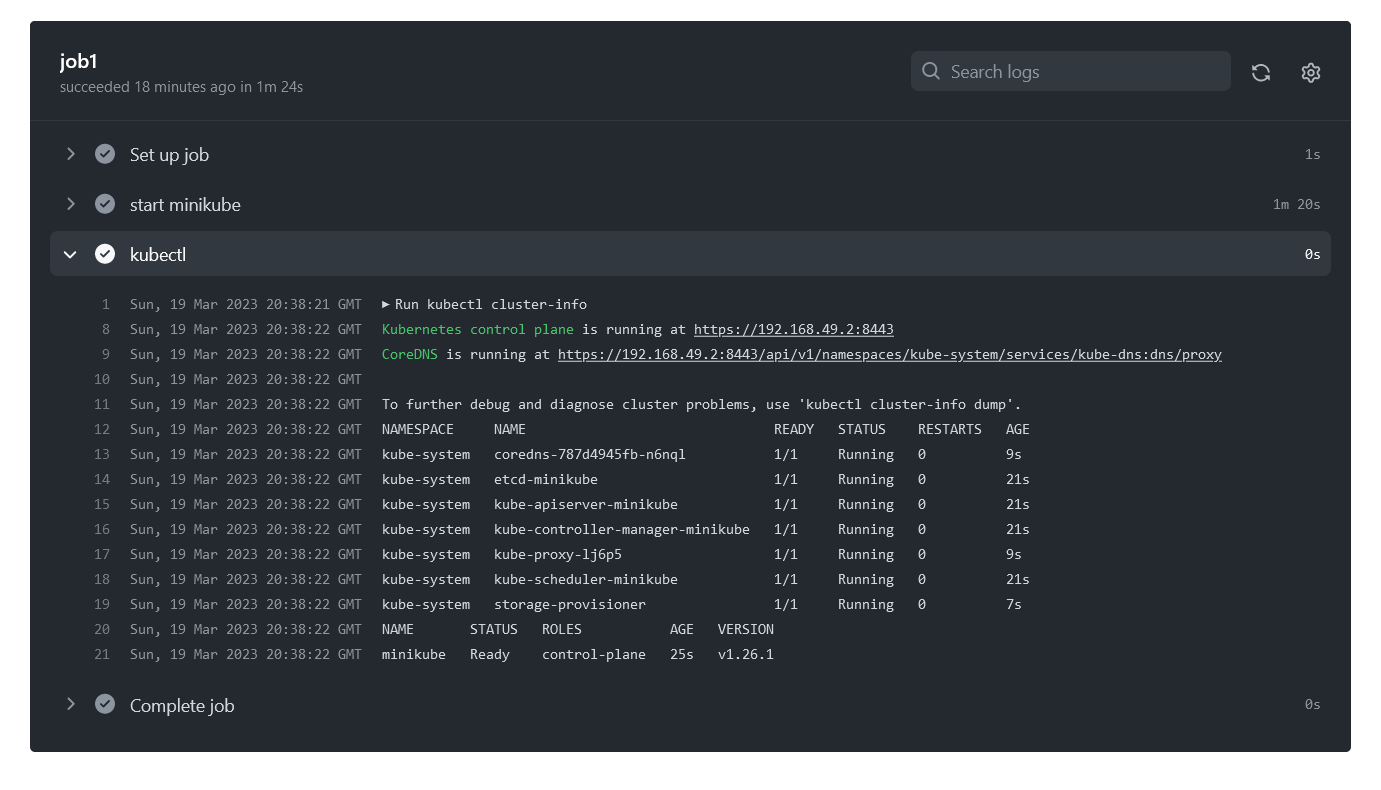 job1
succeeded 18 minutes ago in 1m 24s
Search logs
Set up job 1s
start minikube 1m 20s
kubectl 0s
1 Sun, 19 Mar 2023 20:38:21 GMT ▶ Run kubectl cluster-info
8 Sun, 19 Mar 2023 20:38:22 GMT Kubernetes control plane is running at https://192.168.49.2:8443
9 Sun, 19 Mar 2023 20:38:22 GMT CoreDNS is running at https://192.168.49.2:8443/api/v1/namespaces/kube-system/services/kube-dns:dns/proxy
10 Sun, 19 Mar 2023 20:38:22 GMT
11 Sun, 19 Mar 2023 20:38:22 GMT To further debug and diagnose cluster problems, use 'kubectl cluster-info dump'.
12 Sun, 19 Mar 2023 20:38:22 GMT NAMESPACE NAME READY STATUS RESTARTS AGE
13 Sun, 19 Mar 2023 20:38:22 GMT kube-system coredns-787d4945fb-n6nql 1/1 Running 0 9s
14 Sun, 19 Mar 2023 20:38:22 GMT kube-system etcd-minikube 1/1 Running 0 21s
15 Sun, 19 Mar 2023 20:38:22 GMT kube-system kube-apiserver-minikube 1/1 Running 0 21s
16 Sun, 19 Mar 2023 20:38:22 GMT kube-system kube-controller-manager-minikube 1/1 Running 0 21s
17 Sun, 19 Mar 2023 20:38:22 GMT kube-system kube-proxy-lj6p5 1/1 Running 0 9s
18 Sun, 19 Mar 2023 20:38:22 GMT kube-system kube-scheduler-minikube 1/1 Running 0 21s
19 Sun, 19 Mar 2023 20:38:22 GMT kube-system storage-provisioner 1/1 Running 0 7s
20 Sun, 19 Mar 2023 20:38:22 GMT NAME STATUS ROLES AGE VERSION
21 Sun, 19 Mar 2023 20:38:22 GMT minikube Ready control-plane 25s v1.26.1
Complete job 0s